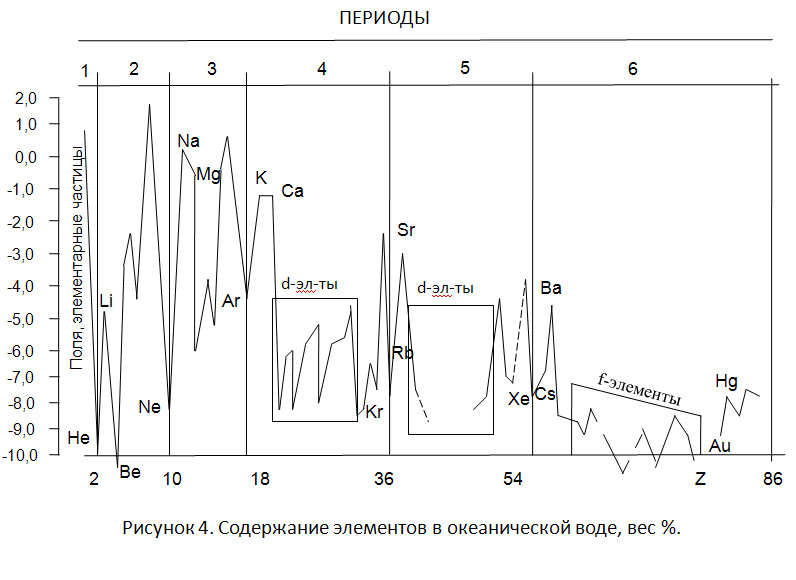 ПЕРИОДЫ
1 2 3 4 5 6
2,0
1,0
0,0
-1,0
-2,0
-3,0
-4,0
-5,0
-6,0
-7,0
-8,0
-9,0
-10,0
Поля, элементарные частицы
He
Li
Be
Ne
Na
Mg
Ar
K
Ca
d-эл-ты
Kr
Rb
Sr
d-эл-ты
Xe
Cs
Ba
f-элементы
Au
Hg
2 10 18 36 54 Z 86
Рисунок 4. Содержание элементов в океанической воде, вес %.